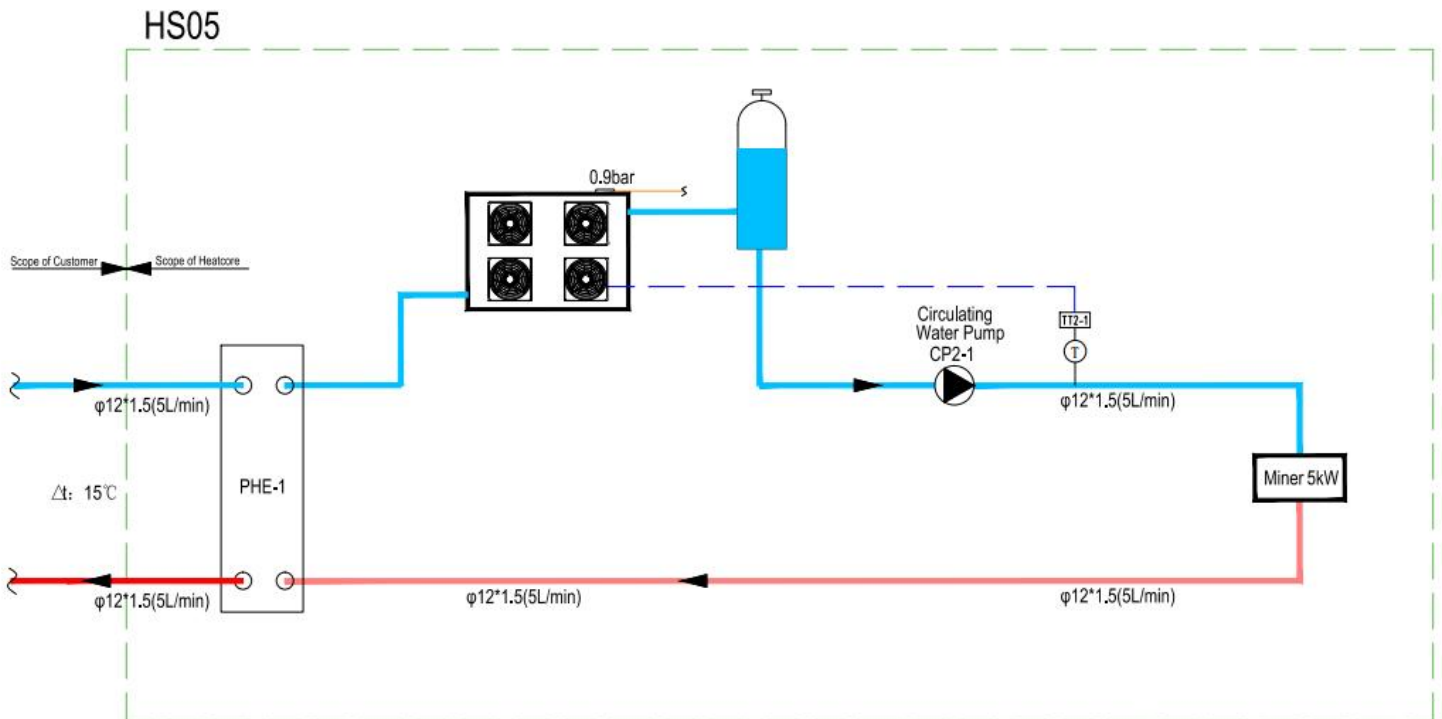 HS05
0.9bar
Scope of Customer
Scope of Heatcore
Circulating
Water Pump
CP2-1
TT2-1
T
φ12*1.5(5L/min)
φ12*1.5(5L/min)
Δt: 15℃
PHE-1
Miner 5kW
φ12*1.5(5L/min)
φ12*1.5(5L/min)
φ12*1.5(5L/min)